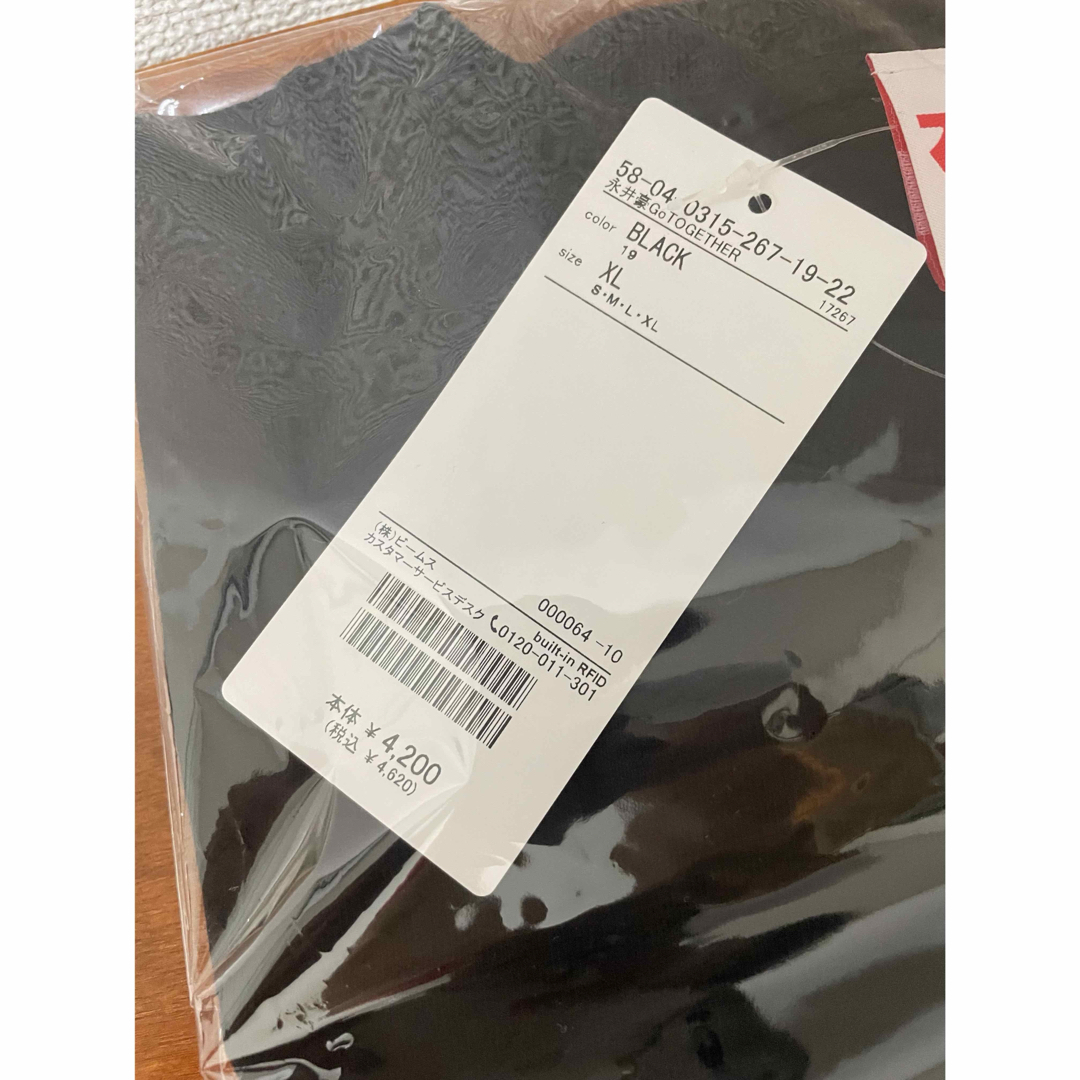 58-04 0315-267-19-22
永井豪GoTOGETHER 17267
color BLACK
19
size XL
S・M・L・XL
000064 -10
(株)ビームス built-in RFID
カスタマーサービスデスク 0120-011-301
本体 ¥4,200
(税込 ¥4,620)